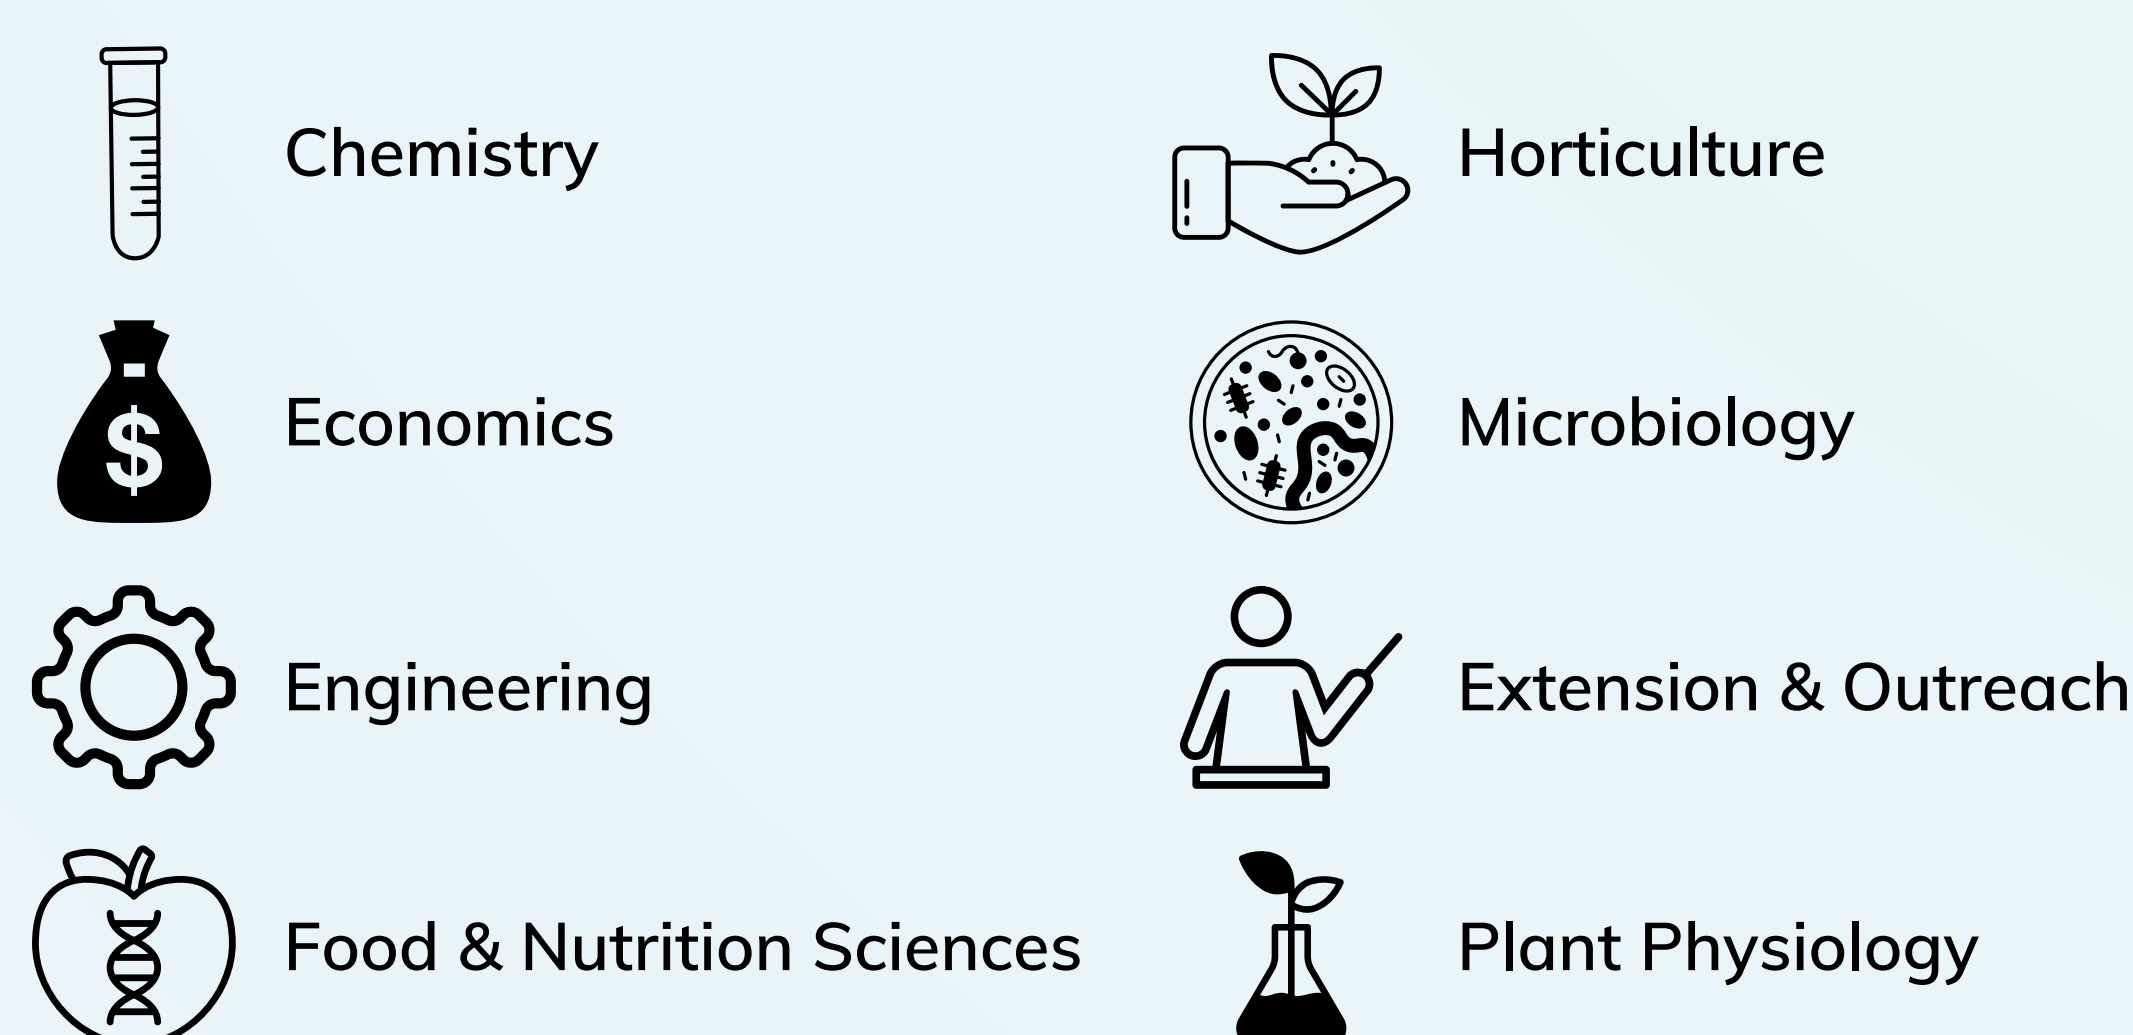 Chemistry
Economics
Engineering
Food & Nutrition Sciences
Horticulture
Microbiology
Extension & Outreach
Plant Physiology
$